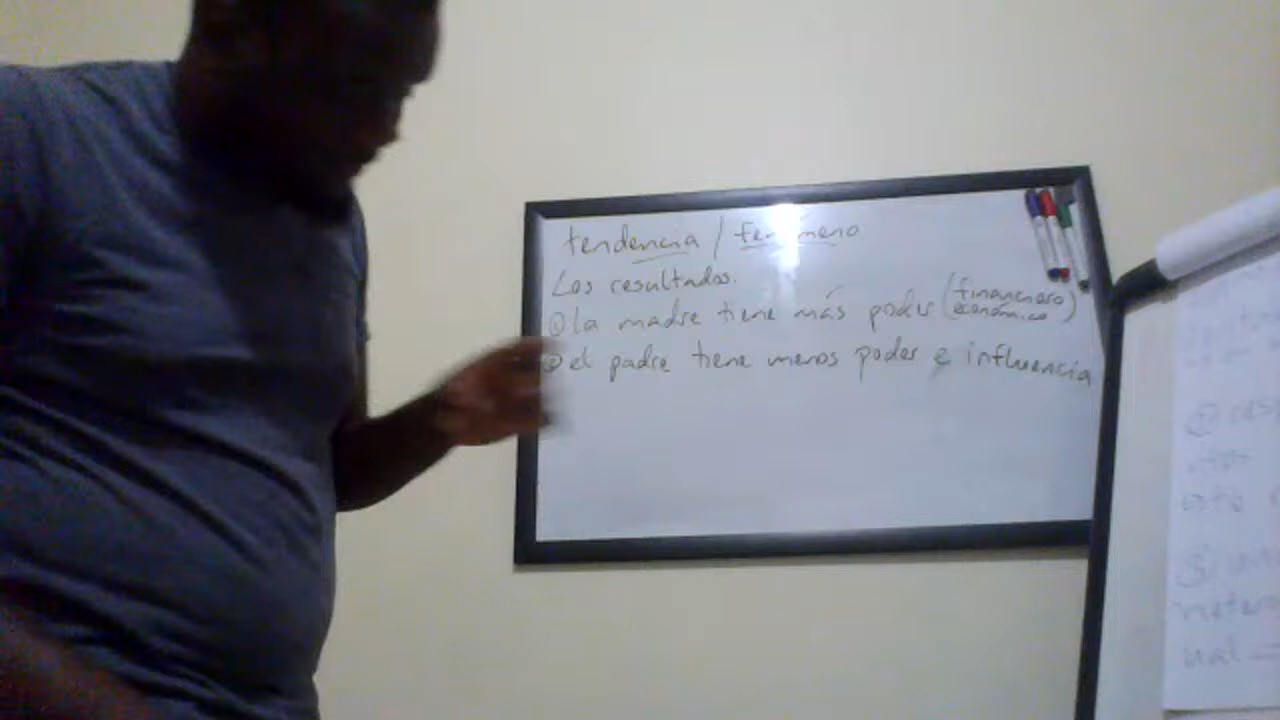 tendencia / fenómeno
Los resultados.
① la madre tiene más poder (financiero
económico)
② el padre tiene menos poder e influencia